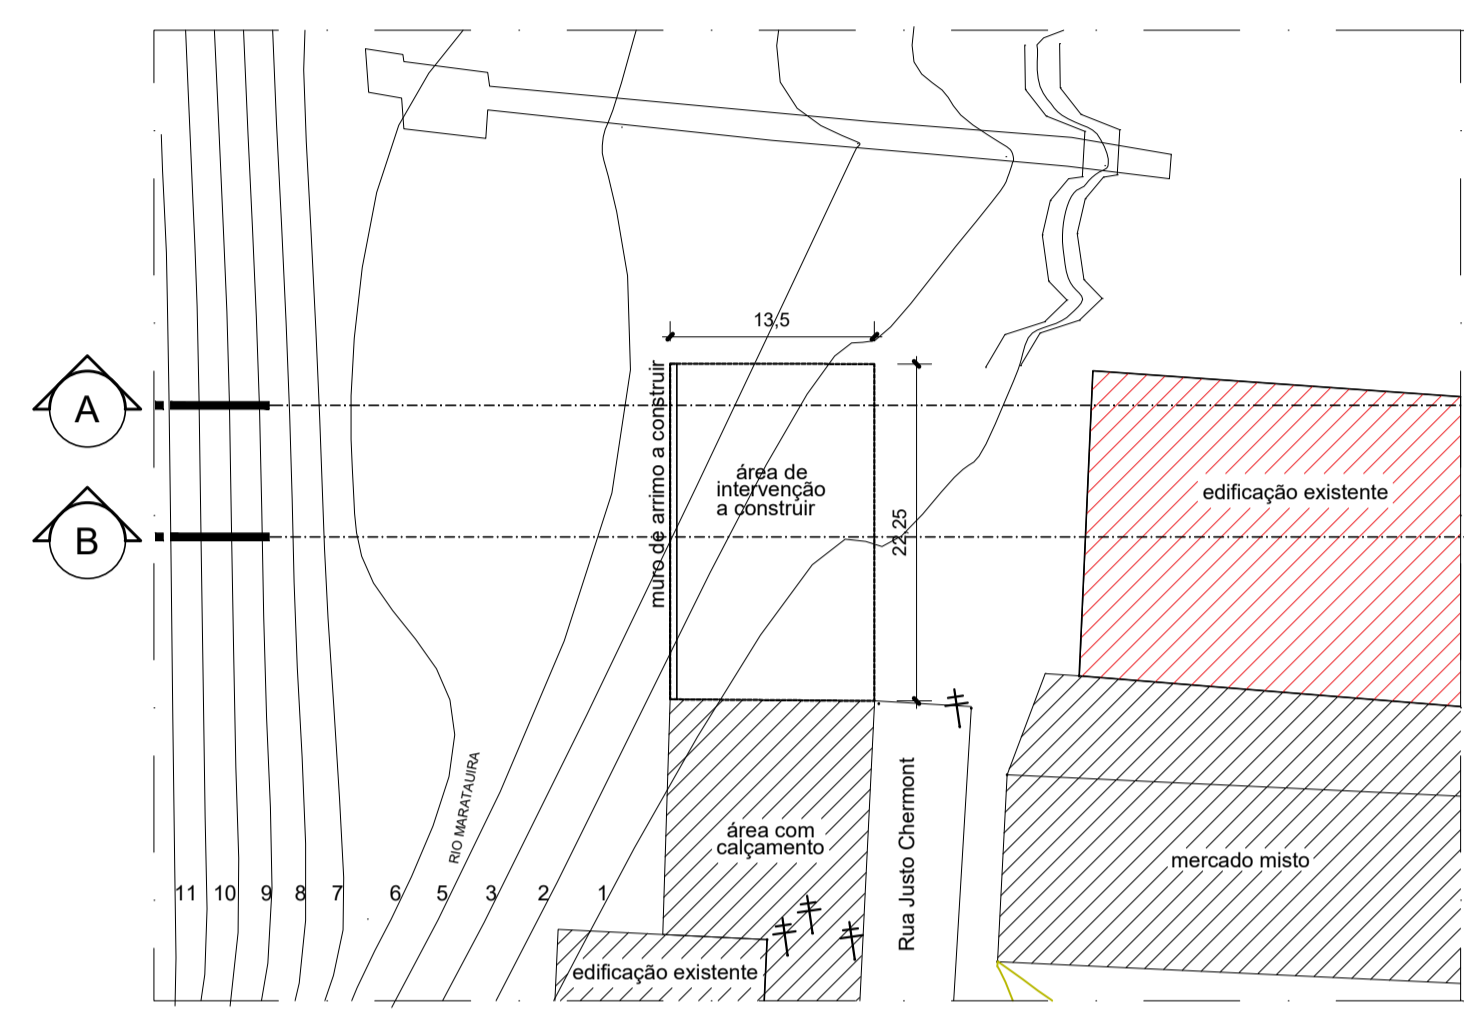 13,5
A
muro de arrimo a construir
área de
intervenção
a construir
edificação existente
B
22,25
RIO MARATAUIRA
área com
calçamento
Rua Justo Chermont
mercado misto
11 10 9 8 7 6 5 3 2 1
edificação existente